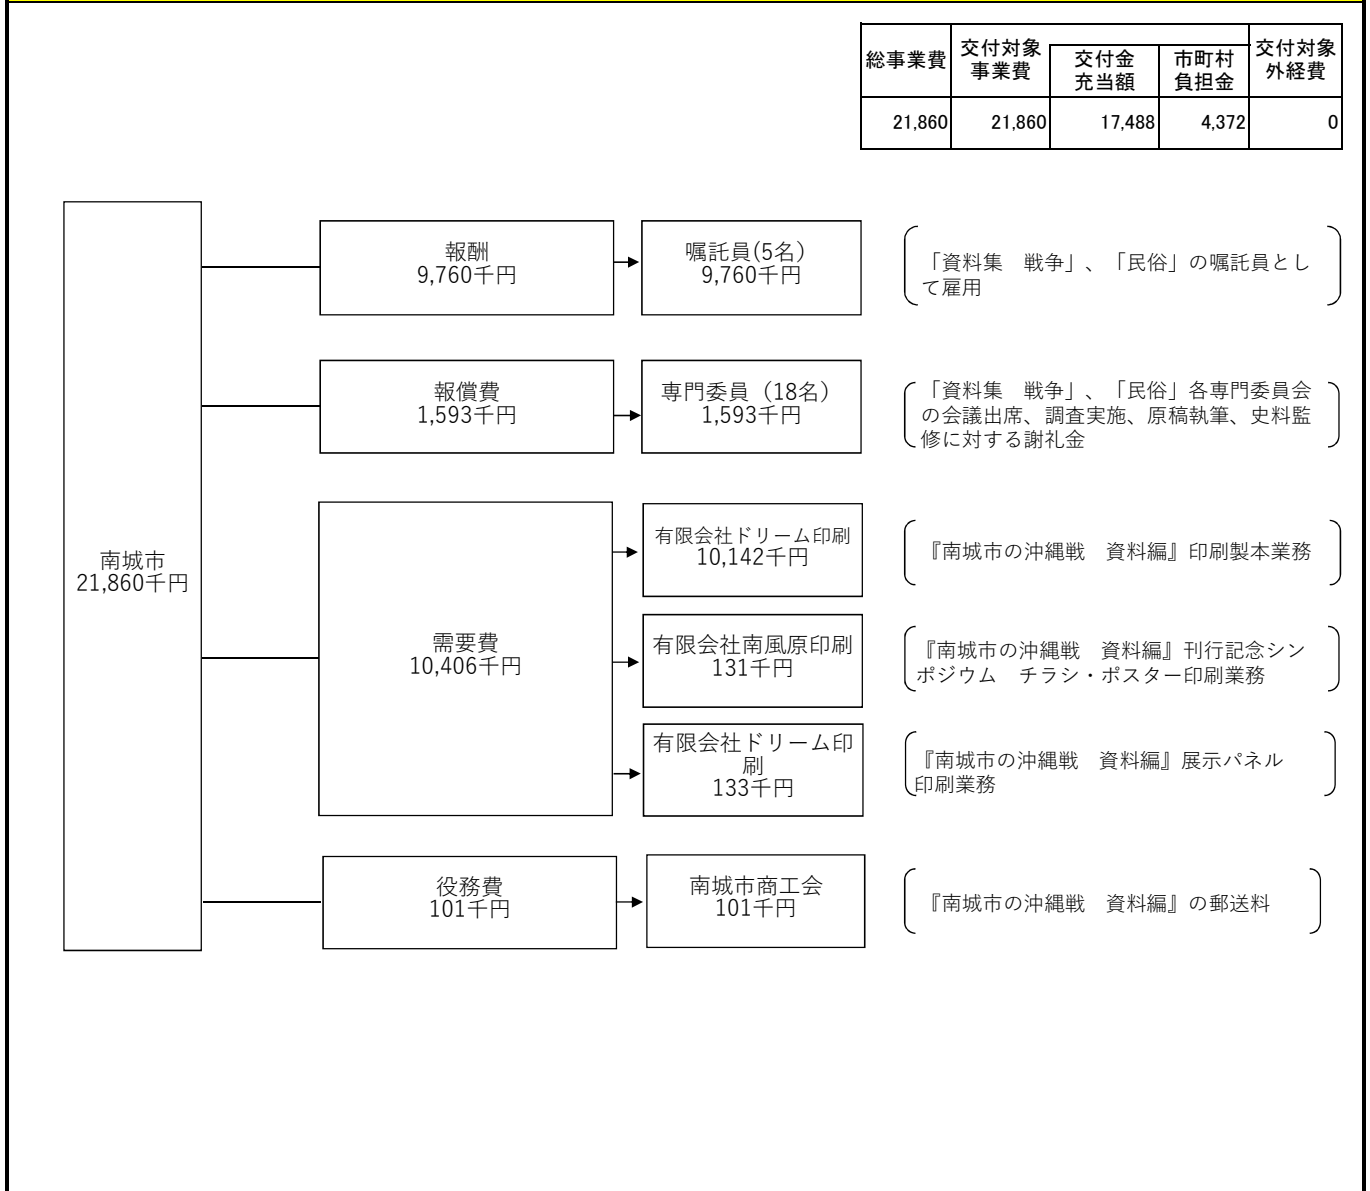 総事業費
交付対象
事業費
交付金
充当額
市町村
負担金
交付対象
外経費
21,860
21,860
17,488
4,372
0
南城市
21,860千円
報酬
9,760千円
嘱託員(5名）
9,760千円
「資料集　戦争」、「民俗」の嘱託員とし
て雇用
報償費
1,593千円
専門委員（18名）
1,593千円
「資料集　戦争」、「民俗」各専門委員会
の会議出席、調査実施、原稿執筆、史料監
修に対する謝礼金
需要費
10,406千円
有限会社ドリーム印刷
10,142千円
『南城市の沖縄戦　資料編』印刷製本業務
有限会社南風原印刷
131千円
『南城市の沖縄戦　資料編』刊行記念シン
ポジウム　チラシ・ポスター印刷業務
有限会社ドリーム印
刷
133千円
『南城市の沖縄戦　資料編』展示パネル
印刷業務
役務費
101千円
南城市商工会
101千円
『南城市の沖縄戦　資料編』の郵送料